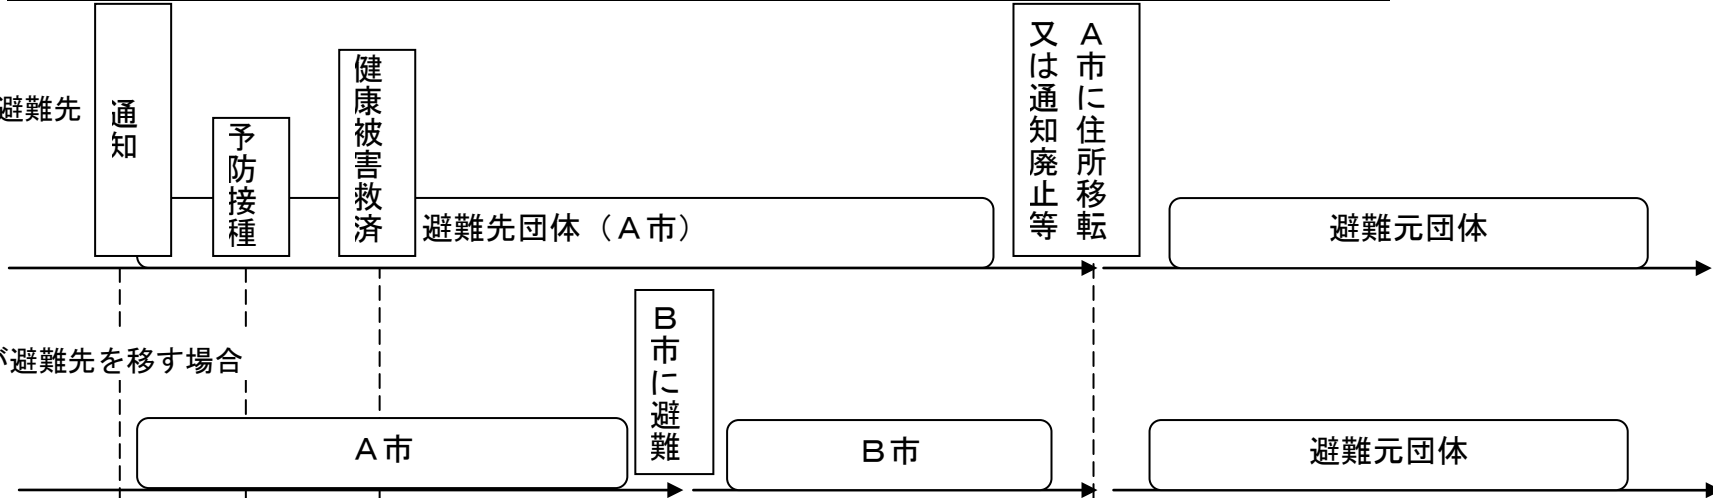 避難先
通知
予防接種
健康被害救済
避難先団体（Ａ市）
Ａ市に住所移転
又は通知廃止等
避難元団体
が避難先を移す場合
Ａ市
Ｂ市に避難
Ｂ市
避難元団体